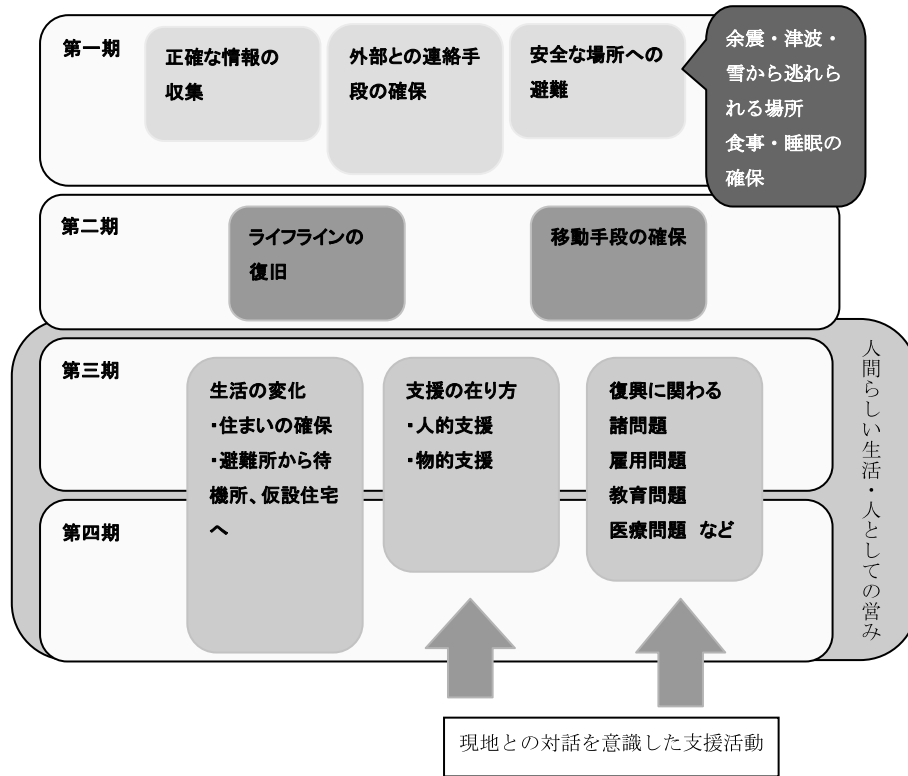 第一期
正確な情報の
収集
外部との連絡手
段の確保
安全な場所への
避難
余震・津波・
雪から逃れら
れる場所
食事・睡眠の
確保
第二期
ライフラインの
復旧
移動手段の確保
第三期
生活の変化
・住まいの確保
・避難所から待
機所、仮設住宅
へ
支援の在り方
・人的支援
・物的支援
復興に関わる
諸問題
雇用問題
教育問題
医療問題 など
人間らしい生活・人としての営み
第四期
現地との対話を意識した支援活動